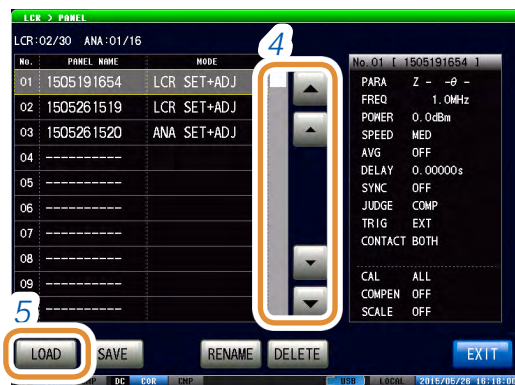 LCR > PANEL
LCR:02/30 ANA:01/16
4
No. PANEL NAME MODE
01 1505191654 LCR SET+ADJ
02 1505261519 LCR SET+ADJ
03 1505261520 ANA SET+ADJ
04 ----------
05 ----------
06 ----------
07 ----------
08 ----------
09 ----------
----------
No.01 [ 1505191654 ]
PARA Z - -θ -
FREQ 1.0MHz
POWER 0.0dBm
SPEED MED
AVG OFF
DELAY 0.00000s
SYNC OFF
JUDGE COMP
TRIG EXT
CONTACT BOTH
CAL ALL
COMPEN OFF
SCALE OFF
5
LOAD SAVE RENAME DELETE EXIT
DC COR CMP USB LOCAL 2015/05/26 16:18:00